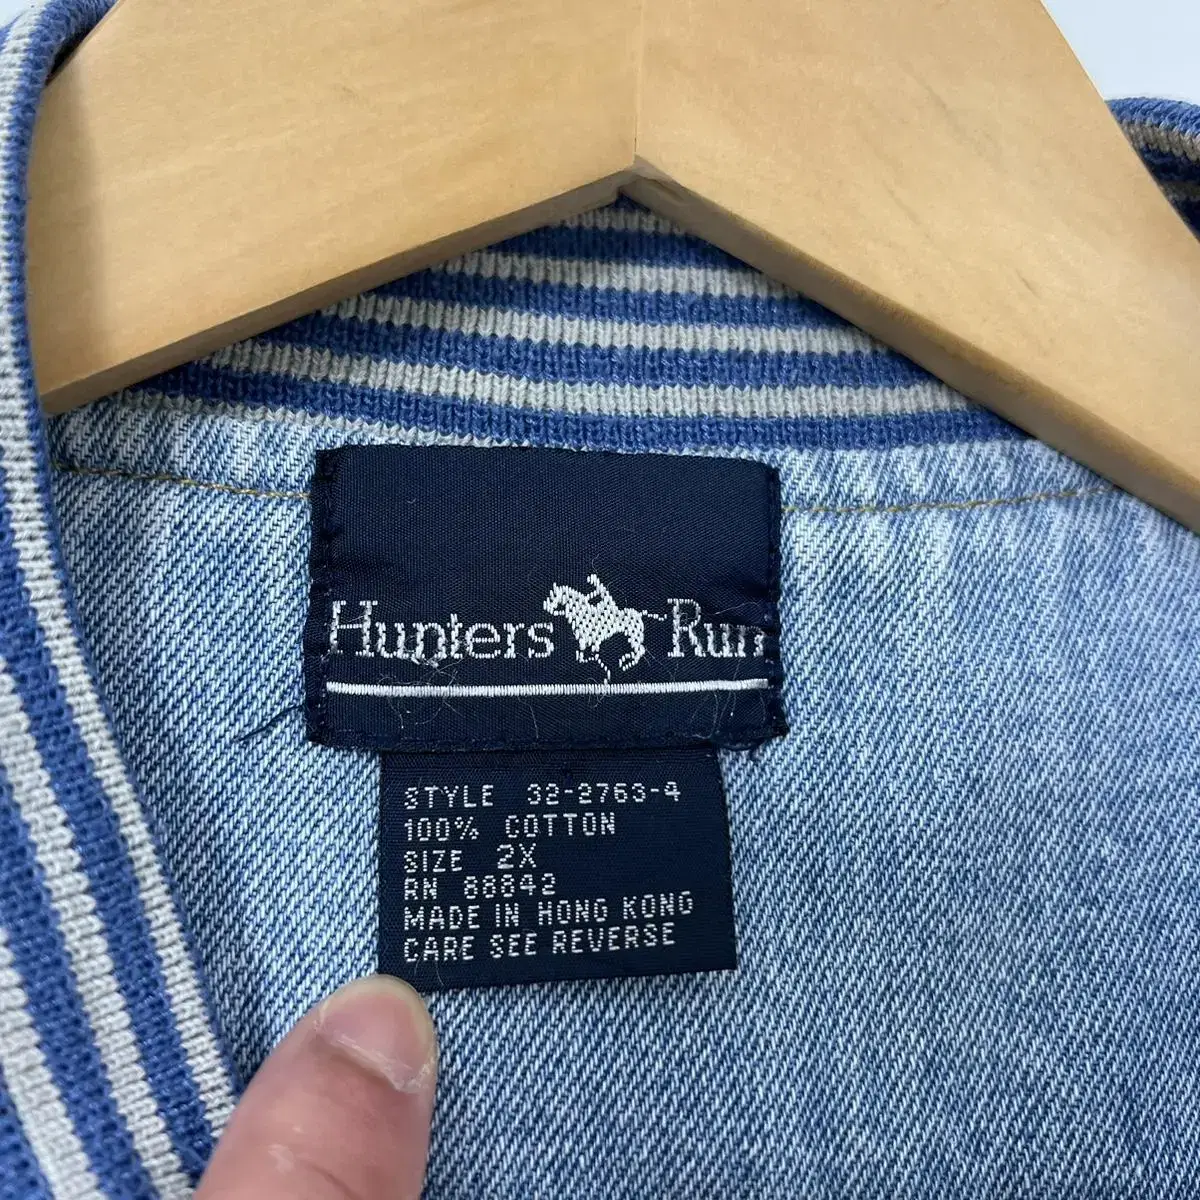 Hunters Run
STYLE 32-2763-4
100% COTTON
SIZE 2X
RN 88842
MADE IN HONG KONG
CARE SEE REVERSE